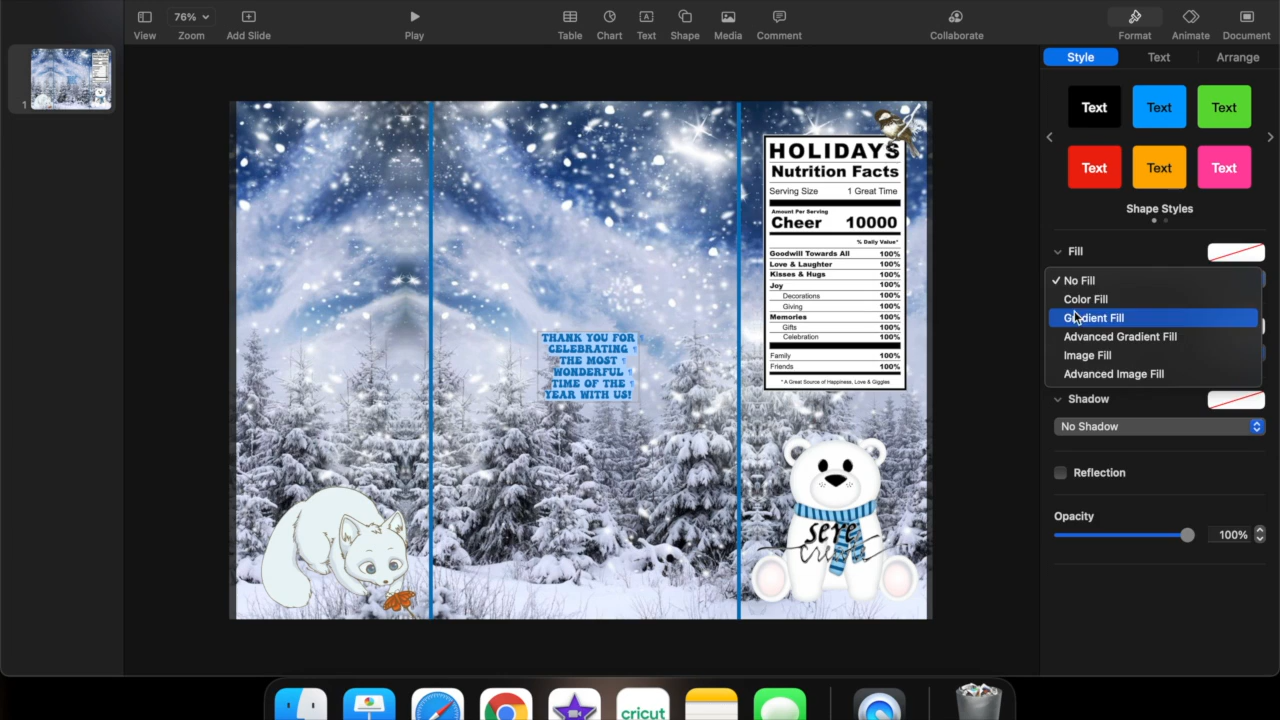 View
76%
Zoom
Add Slide
Play
Table
Chart
Text
Shape
Media
Comment
Collaborate
Format
Animate
Document
1
Style
Text
Arrange
Text
Text
Text
Text
Text
Text
Shape Styles
Fill
No Fill
Color Fill
Gradient Fill
Advanced Gradient Fill
Image Fill
Advanced Image Fill
Shadow
No Shadow
Reflection
Opacity
100%
THANK YOU FOR
CELEBRATING
THE MOST
WONDERFUL
TIME OF THE
YEAR WITH US!
HOLIDAYS
Nutrition Facts
Serving Size 1 Great Time
Amount Per Serving
Cheer 10000
% Daily Value*
Goodwill Towards All 100%
Love & Laughter 100%
Kisses & Hugs 100%
Joy 100%
Decorations 100%
Giving 100%
Memories 100%
Gifts 100%
Celebration 100%
Family 100%
Friends 100%
* A Great Source of Happiness, Love & Giggles
sere
create
cricut